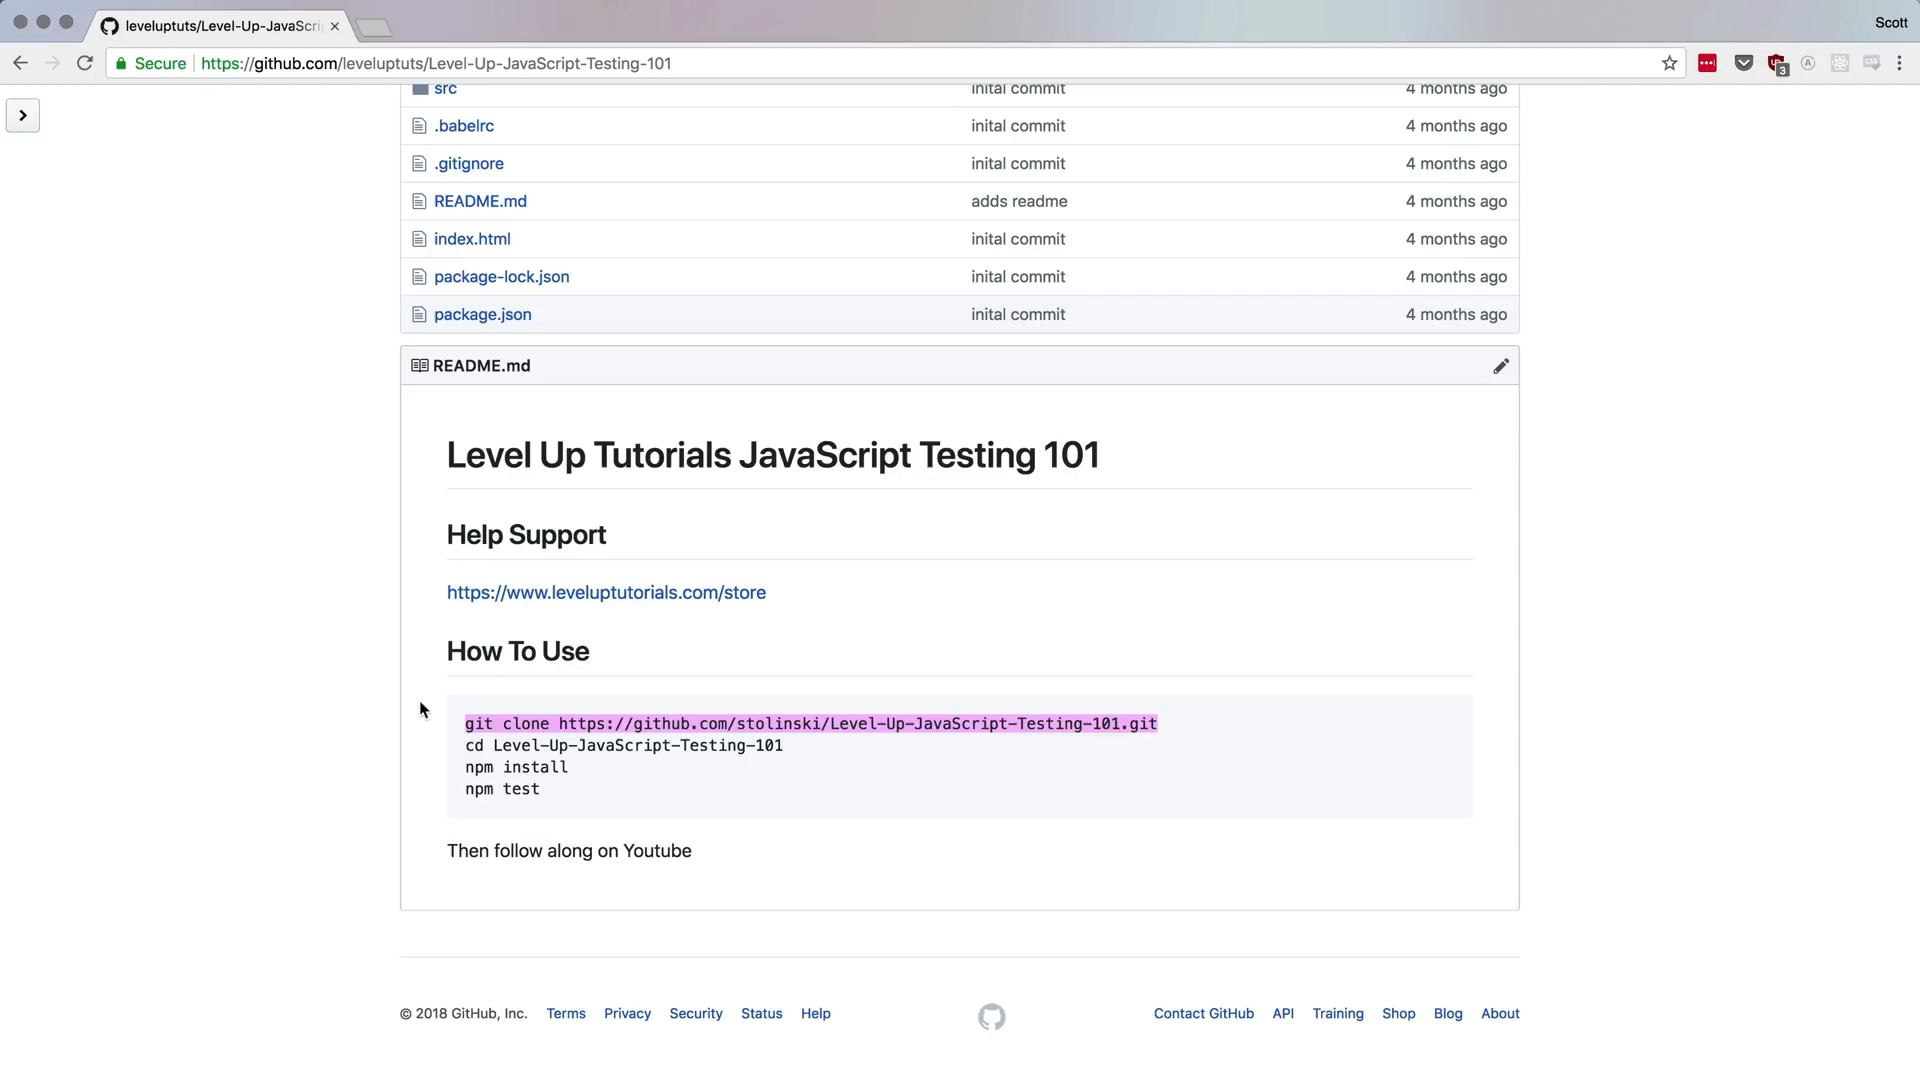 leveluptuts/Level-Up-JavaScri
Scott
Secure https://github.com/leveluptuts/Level-Up-JavaScript-Testing-101
3
src inital commit 4 months ago
.babelrc inital commit 4 months ago
.gitignore inital commit 4 months ago
README.md adds readme 4 months ago
index.html inital commit 4 months ago
package-lock.json inital commit 4 months ago
package.json inital commit 4 months ago
README.md
Level Up Tutorials JavaScript Testing 101
Help Support
https://www.leveluptutorials.com/store
How To Use
git clone https://github.com/stolinski/Level-Up-JavaScript-Testing-101.git
cd Level-Up-JavaScript-Testing-101
npm install
npm test
Then follow along on Youtube
© 2018 GitHub, Inc. Terms Privacy Security Status Help Contact GitHub API Training Shop Blog About